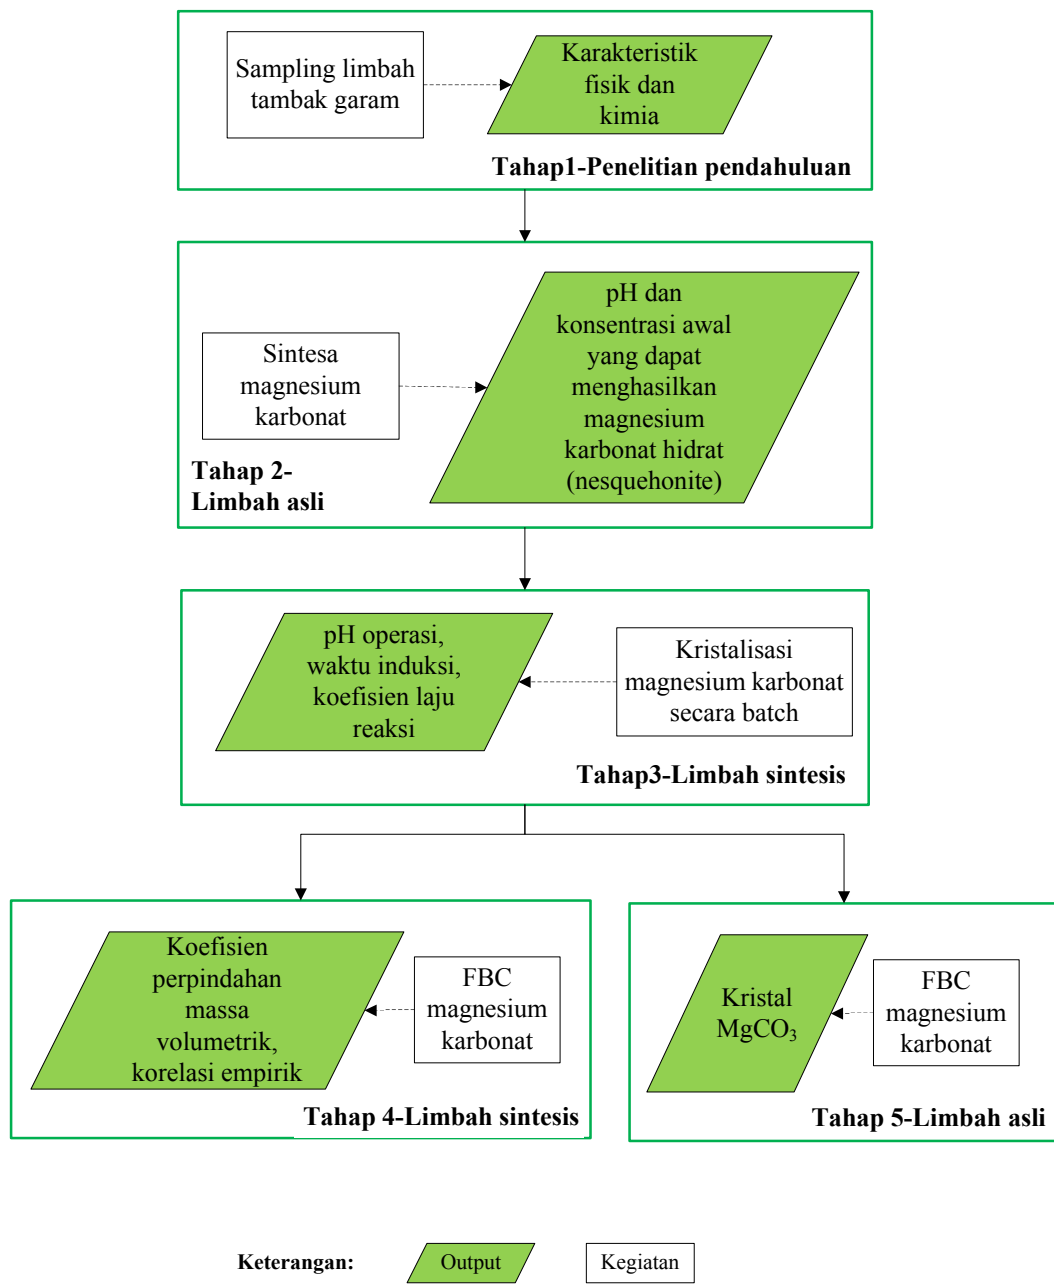 Sampling limbah
tambak garam
Karakteristik
fisik dan
kimia
Tahap1-Penelitian pendahuluan
Sintesa
magnesium
karbonat
pH dan
konsentrasi awal
yang dapat
menghasilkan
magnesium
karbonat hidrat
(nesquehonite)
Tahap 2-
Limbah asli
pH operasi,
waktu induksi,
koefisien laju
reaksi
Kristalisasi
magnesium karbonat
secara batch
Tahap3-Limbah sintesis
Koefisien
perpindahan
massa
volumetrik,
korelasi empirik
FBC
magnesium
karbonat
Tahap 4-Limbah sintesis
Kristal
MgCO₃
FBC
magnesium
karbonat
Tahap 5-Limbah asli
Keterangan:
Output
Kegiatan